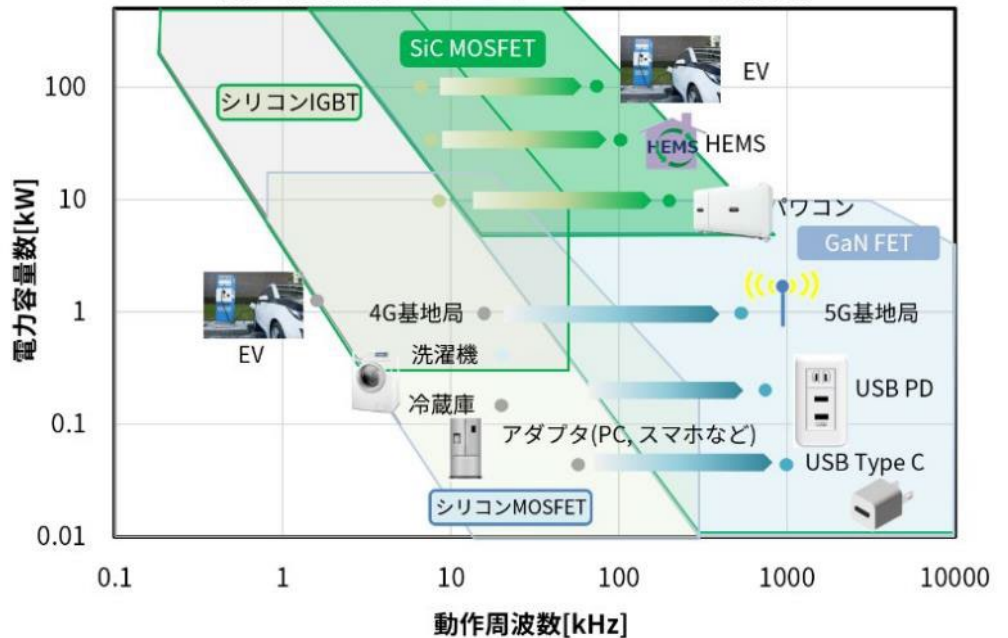 電力容量数[kW]
100
10
1
0.1
0.01
SiC MOSFET
シリコンIGBT
EV
HEMS HEMS
パワコン
GaN FET
EV
4G基地局
5G基地局
洗濯機
冷蔵庫
USB PD
アダプタ(PC, スマホなど)
USB Type C
シリコンMOSFET
0.1 1 10 100 1000 10000
動作周波数[kHz]